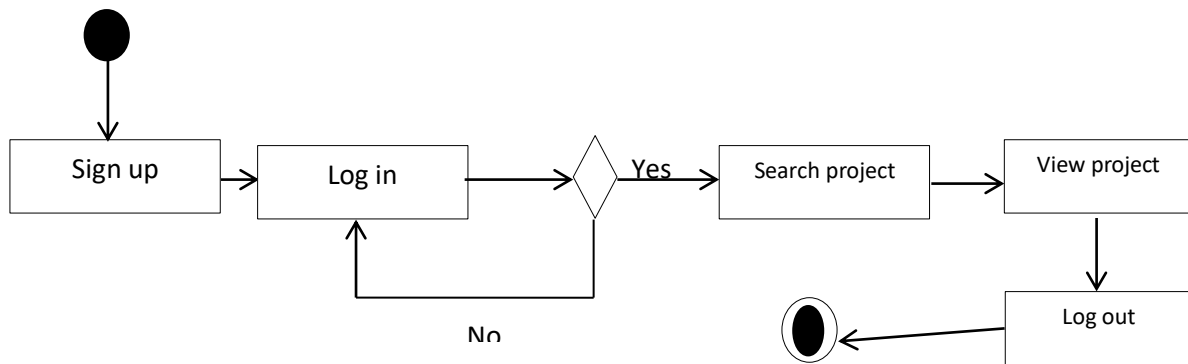 Sign up
Log in
Yes
Search project
View project
No
Log out